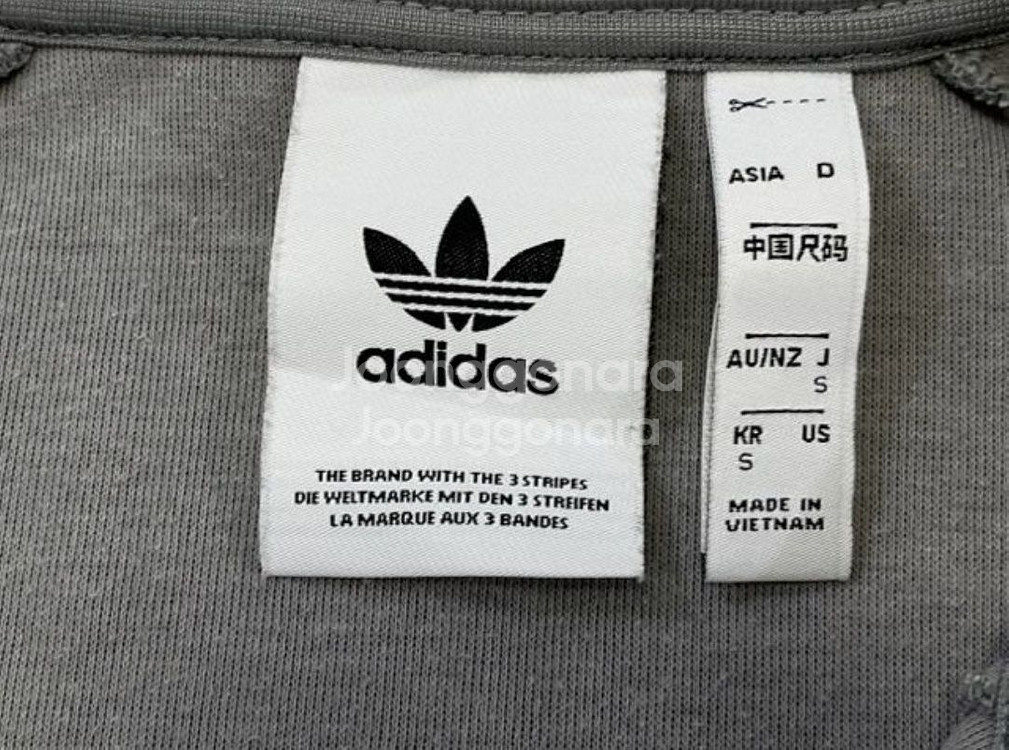 adidas
THE BRAND WITH THE 3 STRIPES
DIE WELTMARKE MIT DEN 3 STREIFEN
LA MARQUE AUX 3 BANDES
ASIA D
中国尺码
AU/NZ J
S
KR US
S
MADE IN
VIETNAM
Joonggonara
Joonggonara